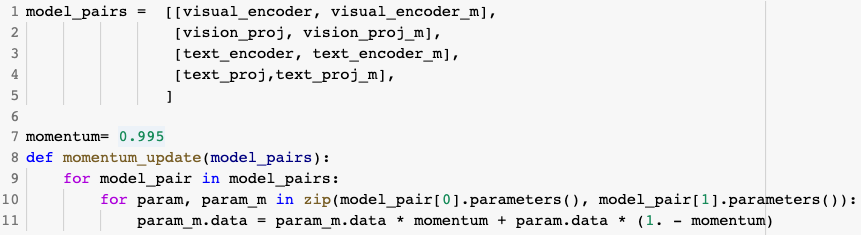 1 model_pairs =  [[visual_encoder, visual_encoder_m],
2                 [vision_proj, vision_proj_m],
3                 [text_encoder, text_encoder_m],
4                 [text_proj,text_proj_m],
5                ]
6
7 momentum= 0.995
8 def momentum_update(model_pairs):
9     for model_pair in model_pairs:
10         for param, param_m in zip(model_pair[0].parameters(), model_pair[1].parameters()):
11             param_m.data = param_m.data * momentum + param.data * (1. - momentum)